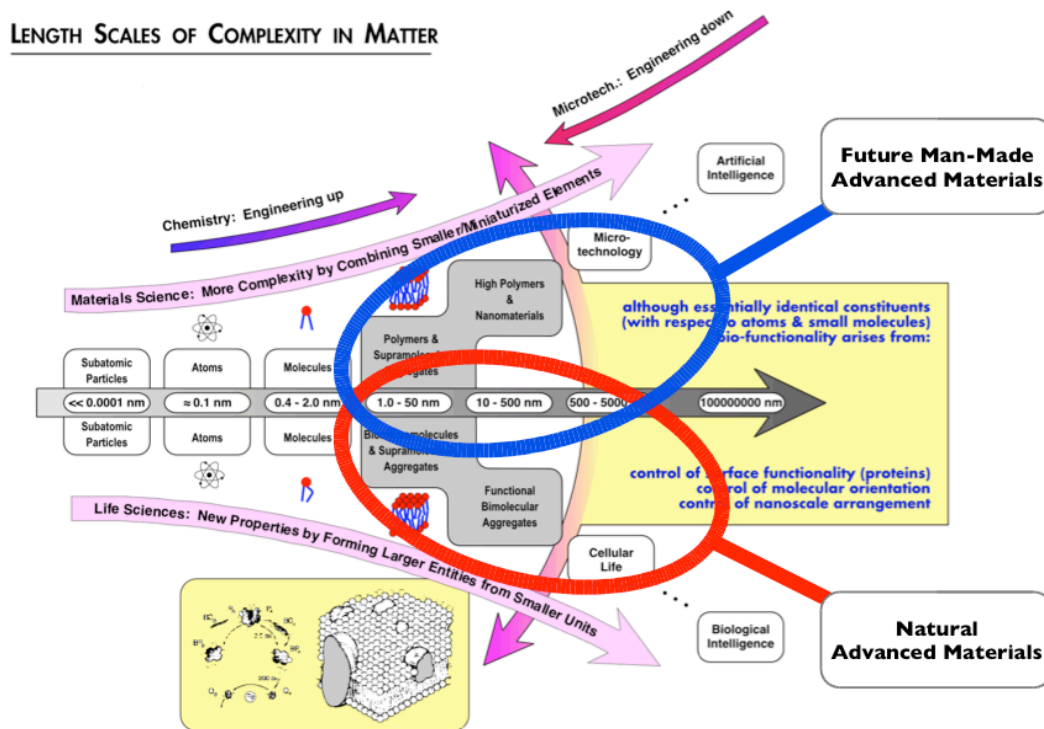 LENGTH SCALES OF COMPLEXITY IN MATTER
Microtech.: Engineering down
Chemistry: Engineering up
Materials Science: More Complexity by Combining Smaller/Miniaturized Elements
Artificial
Intelligence
Future Man-Made
Advanced Materials
Micro-
technology
High Polymers
&
Nanomaterials
although essentially identical constituents
(with respect to atoms & small molecules)
bio-functionality arises from:
Subatomic
Particles
Atoms
Molecules
Polymers &
Supramolecular
Aggregates
<< 0.0001 nm
≈ 0.1 nm
0.4 - 2.0 nm
1.0 - 50 nm
10 - 500 nm
500 - 5000
100000000 nm
Subatomic
Particles
Atoms
Molecules
& Supramolecular
Aggregates
Functional
Bimolecular
Aggregates
control of surface functionality (proteins)
control of molecular orientation
control of nanoscale arrangement
Life Sciences: New Properties by Forming Larger Entities from Smaller Units
Cellular
Life
Biological
Intelligence
Natural
Advanced Materials